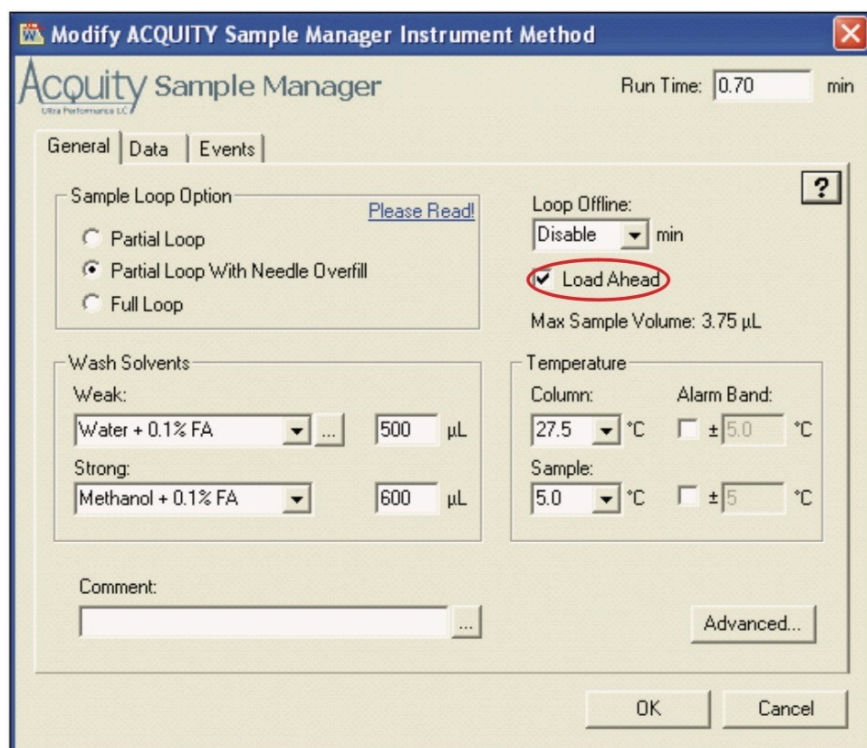 Modify ACQUITY Sample Manager Instrument Method
Acquity Sample Manager
Ultra Performance LC
Run Time: 0.70 min
General Data Events
?
Sample Loop Option
Please Read!
Partial Loop
Partial Loop With Needle Overfill
Full Loop
Loop Offline:
Disable min
Load Ahead
Max Sample Volume: 3.75 µL
Wash Solvents
Weak:
Water + 0.1% FA ... 500 µL
Strong:
Methanol + 0.1% FA 600 µL
Temperature
Column: Alarm Band:
27.5 °C ± 5.0 °C
Sample:
5.0 °C ± 5 °C
Comment:
...
Advanced...
OK Cancel